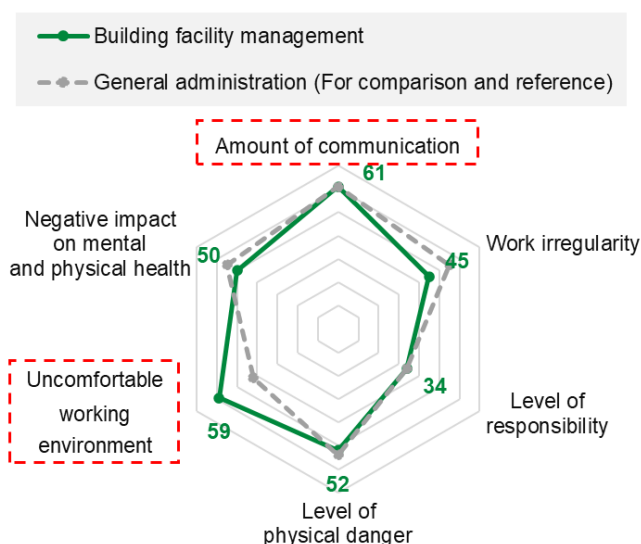 Building facility management
General administration (For comparison and reference)
Amount of communication
61
Negative impact
on mental
and physical health
50
45
Work irregularity
Uncomfortable
working
environment
59
34
Level of
responsibility
52
Level of
physical danger